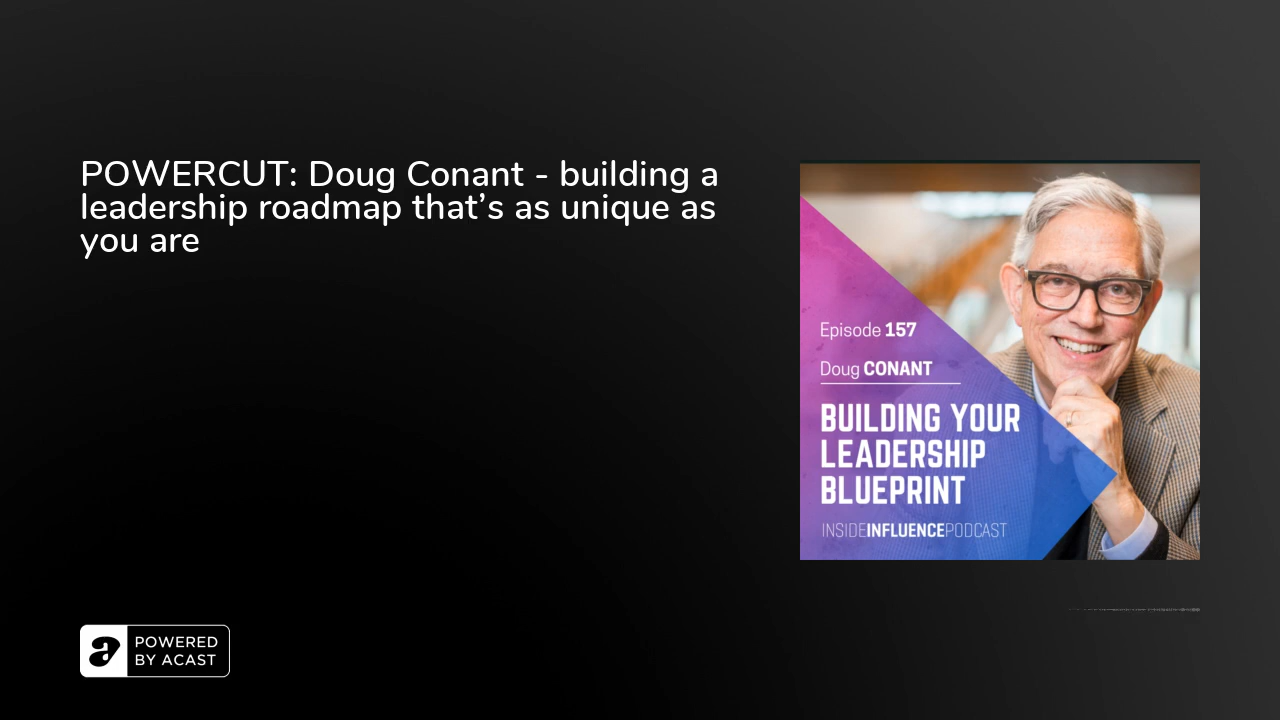 POWERCUT: Doug Conant - building a
leadership roadmap that’s as unique as
you are
Episode 157
Doug CONANT
BUILDING YOUR
LEADERSHIP
BLUEPRINT
INSIDEINFLUENCEPODCAST
a
POWERED
BY ACAST